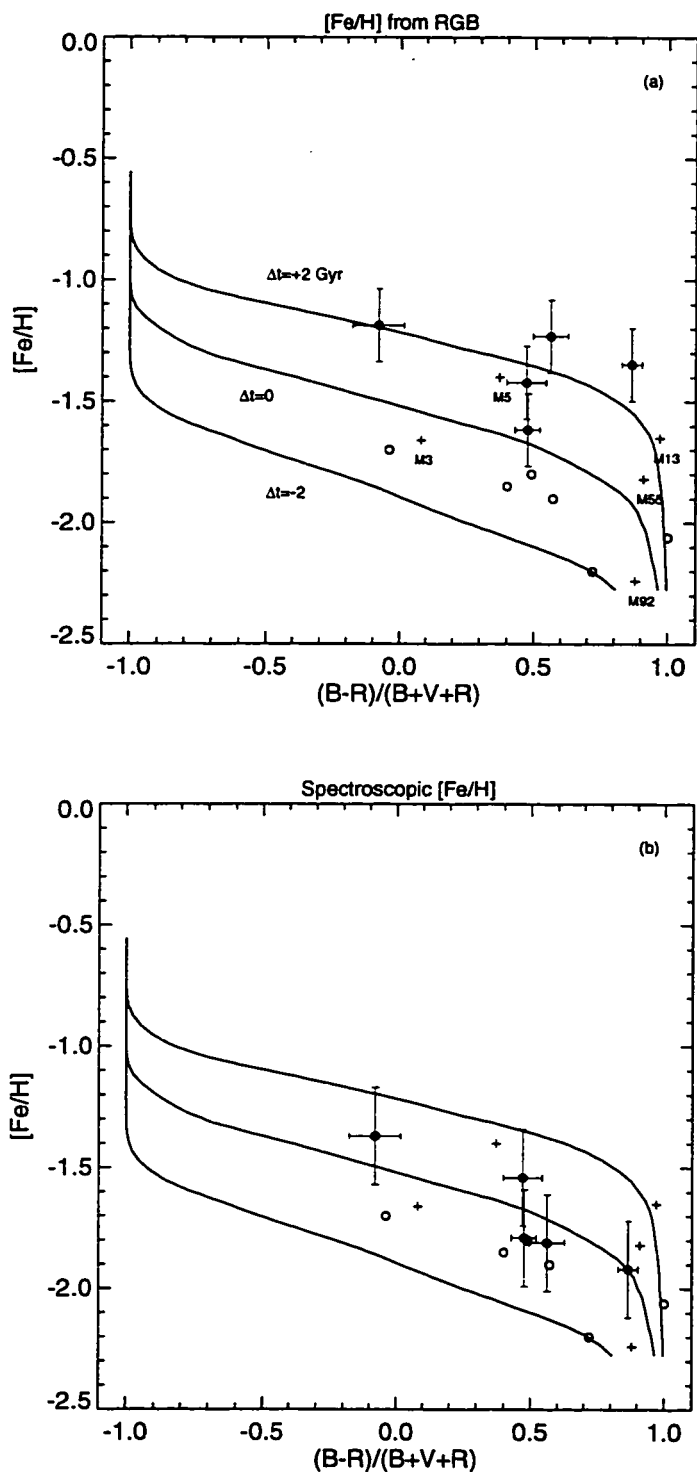 [Fe/H] from RGB
(a)
0.0
-0.5
-1.0
-1.5
-2.0
-2.5
[Fe/H]
Δt=+2 Gyr
Δt=0
Δt=-2
M5
M3
M13
M55
M92
-1.0 -0.5 0.0 0.5 1.0
(B-R)/(B+V+R)
Spectroscopic [Fe/H]
(b)
0.0
-0.5
-1.0
-1.5
-2.0
-2.5
[Fe/H]
-1.0 -0.5 0.0 0.5 1.0
(B-R)/(B+V+R)